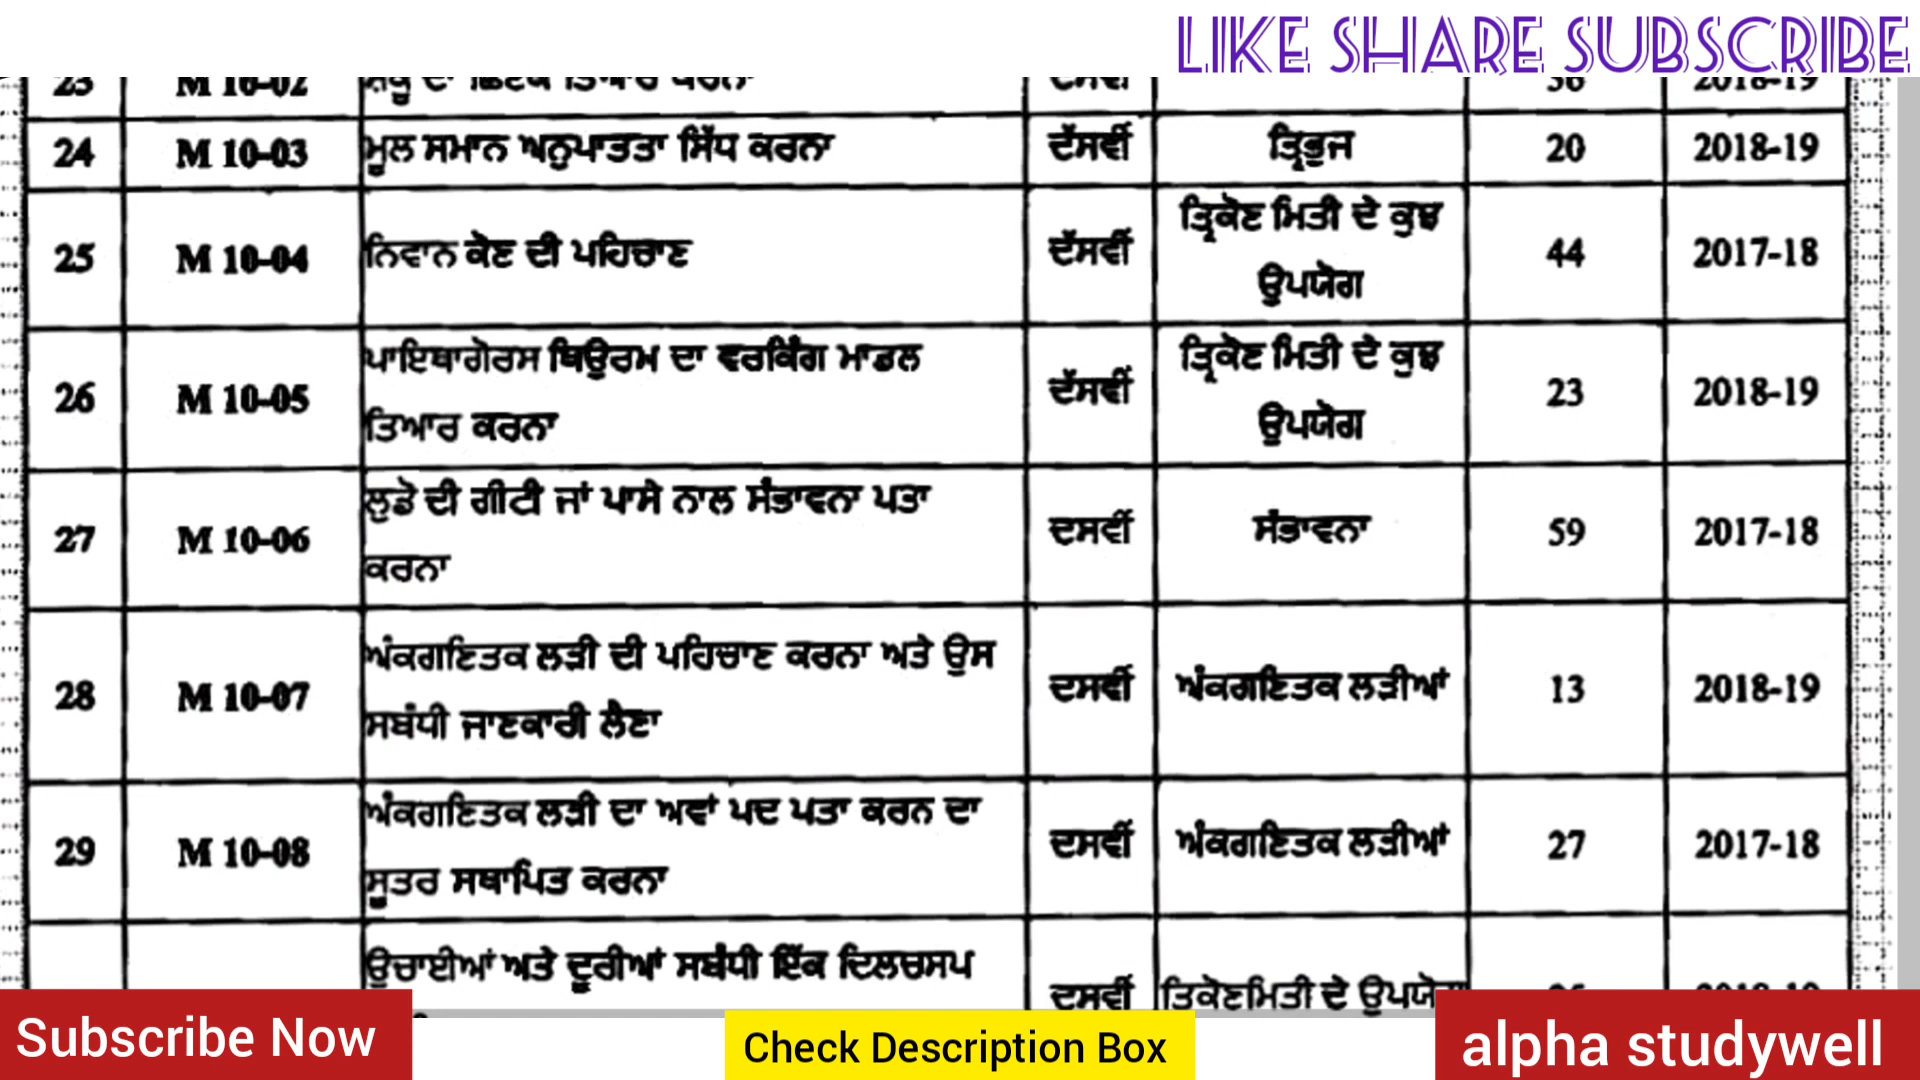 LIKE SHARE SUBSCRIBE
24 M 10-03 ਮੂਲ ਸਮਾਨ ਅਨੁਪਾਤਤਾ ਸਿੱਧ ਕਰਨਾ ਦੱਸਵੀਂ ਤ੍ਰਿਭੁਜ 20 2018-19
ਤ੍ਰਿਕੋਣ ਮਿਤੀ ਦੇ ਕੁਝ
25 M 10-04 ਨਿਵਾਨ ਕੋਣ ਦੀ ਪਹਿਚਾਣ ਦੱਸਵੀਂ 44 2017-18
ਉਪਯੋਗ
ਪਾਇਥਾਗੋਰਸ ਥਿਊਰਮ ਦਾ ਵਰਕਿੰਗ ਮਾਡਲ ਤ੍ਰਿਕੋਣ ਮਿਤੀ ਦੇ ਕੁਝ
26 M 10-05 ਦੱਸਵੀਂ 23 2018-19
ਤਿਆਰ ਕਰਨਾ ਉਪਯੋਗ
ਲੁਡੋ ਦੀ ਗੀਟੀ ਜਾਂ ਪਾਸੇ ਨਾਲ ਸੰਭਾਵਨਾ ਪਤਾ
27 M 10-06 ਦਸਵੀਂ ਸੰਭਾਵਨਾ 59 2017-18
ਕਰਨਾ
ਅੰਕਗਣਿਤਕ ਲੜੀ ਦੀ ਪਹਿਚਾਣ ਕਰਨਾ ਅਤੇ ਉਸ
28 M 10-07 ਦਸਵੀਂ ਅੰਕਗਣਿਤਕ ਲੜੀਆਂ 13 2018-19
ਸਬੰਧੀ ਜਾਣਕਾਰੀ ਲੈਣਾ
ਅੰਕਗਣਿਤਕ ਲੜੀ ਦਾ ਅਵਾਂ ਪਦ ਪਤਾ ਕਰਨ ਦਾ
29 M 10-08 ਦਸਵੀਂ ਅੰਕਗਣਿਤਕ ਲੜੀਆਂ 27 2017-18
ਸੂਤਰ ਸਥਾਪਿਤ ਕਰਨਾ
ਉਚਾਈਆਂ ਅਤੇ ਦੂਰੀਆਂ ਸਬੰਧੀ ਇੱਕ ਦਿਲਚਸਪ
ਦਸਵੀਂ ਤਿਕੋਣਮਿਤੀ ਦੇ
Subscribe Now
Check Description Box
alpha studywell